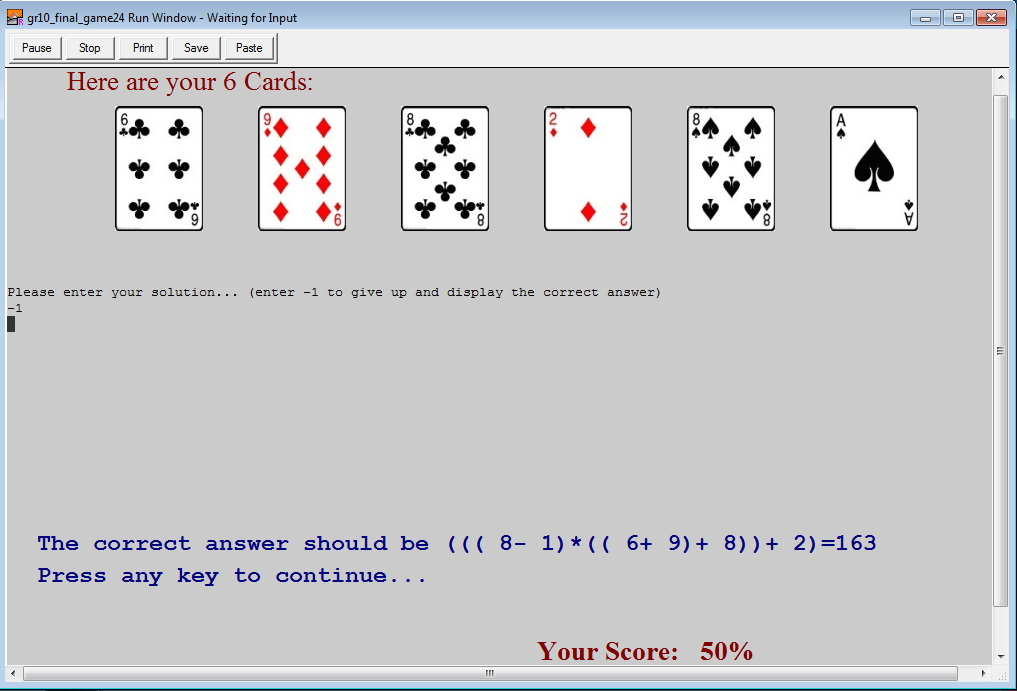 gr10_final_game24 Run Window - Waiting for Input
Pause Stop Print Save Paste
Here are your 6 Cards:
6 9 8 2 8 A
6 9 8 2 8 A
Please enter your solution... (enter -1 to give up and display the correct answer)
-1
The correct answer should be ((( 8- 1)*(( 6+ 9)+ 8))+ 2)=163
Press any key to continue...
Your Score: 50%